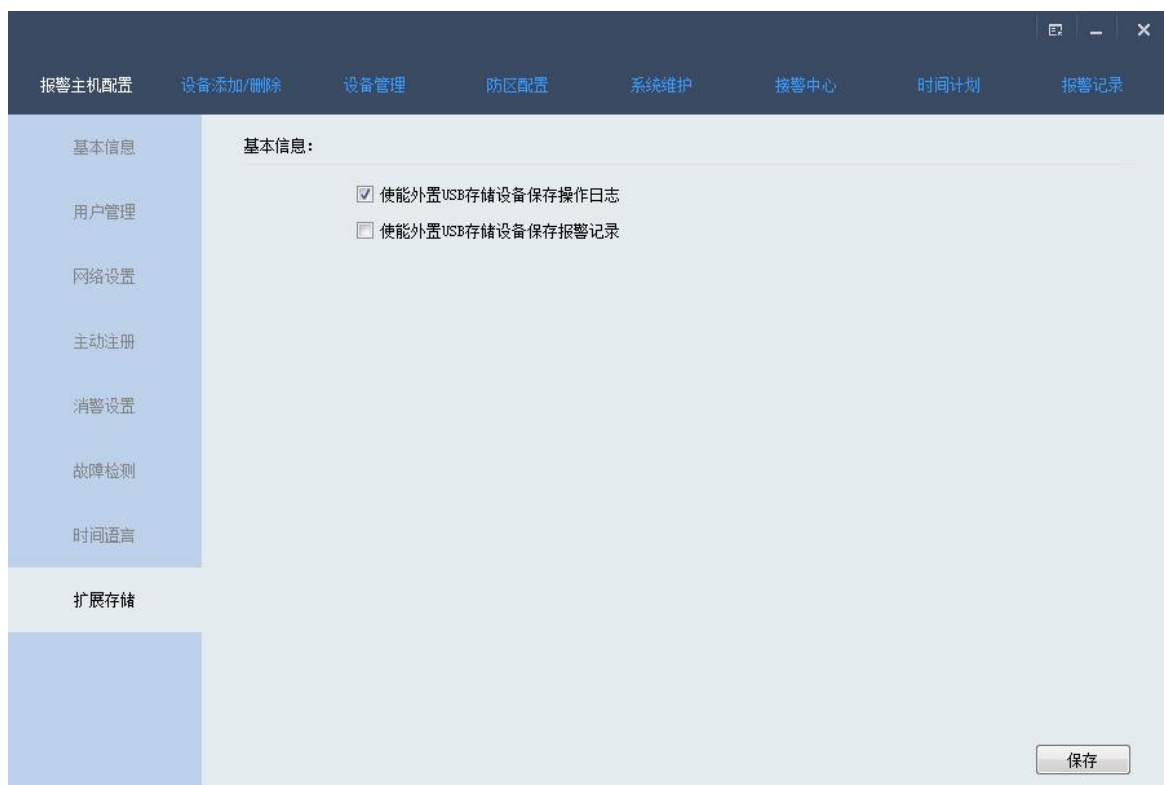 报警主机配置 设备添加/删除 设备管理 防区配置 系统维护 接警中心 时间计划 报警记录
基本信息
用户管理
网络设置
主动注册
消警设置
故障检测
时间语言
扩展存储
基本信息:
使能外置USB存储设备保存操作日志
使能外置USB存储设备保存报警记录
保存